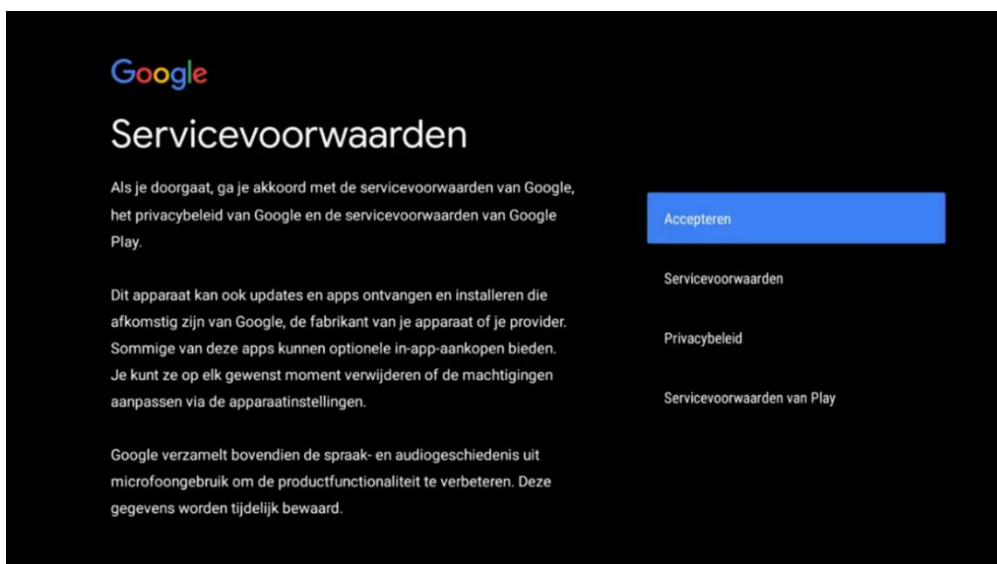 Google
Servicevoorwaarden
Als je doorgaat, ga je akkoord met de servicevoorwaarden van Google,
het privacybeleid van Google en de servicevoorwaarden van Google
Play.
Dit apparaat kan ook updates en apps ontvangen en installeren die
afkomstig zijn van Google, de fabrikant van je apparaat of je provider.
Sommige van deze apps kunnen optionele in-app-aankopen bieden.
Je kunt ze op elk gewenst moment verwijderen of de machtigingen
aanpassen via de apparaatinstellingen.
Google verzamelt bovendien de spraak- en audiogeschiedenis uit
microfoongebruik om de productfunctionaliteit te verbeteren. Deze
gegevens worden tijdelijk bewaard.
Accepteren
Servicevoorwaarden
Privacybeleid
Servicevoorwaarden van Play